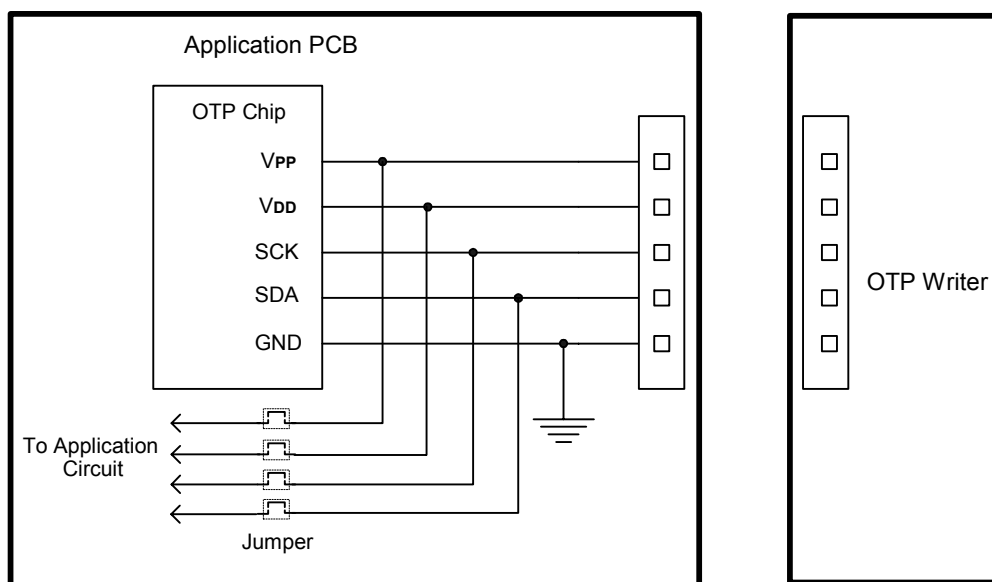 Application PCB
OTP Chip
VPP
VDD
SCK
SDA
GND
To Application
Circuit
Jumper
OTP Writer